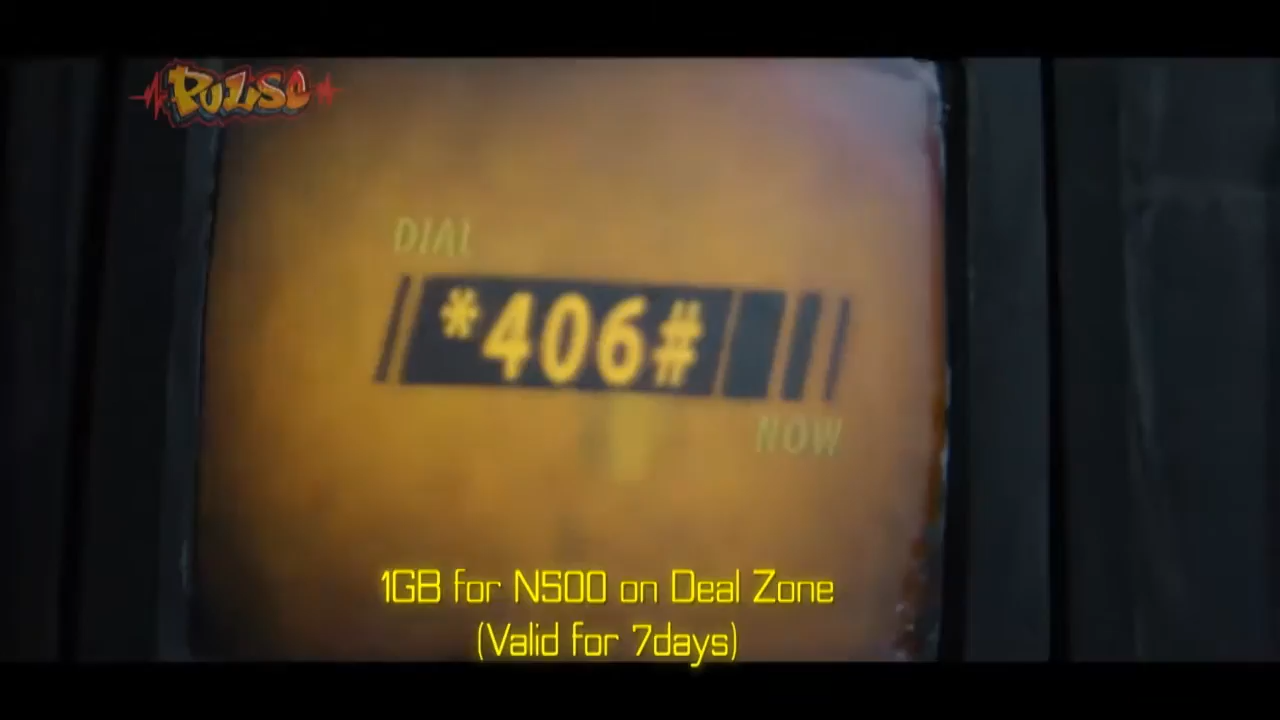 PULSE
DIAL
*406#
NOW
1GB for N500 on Deal Zone
(Valid for 7days)